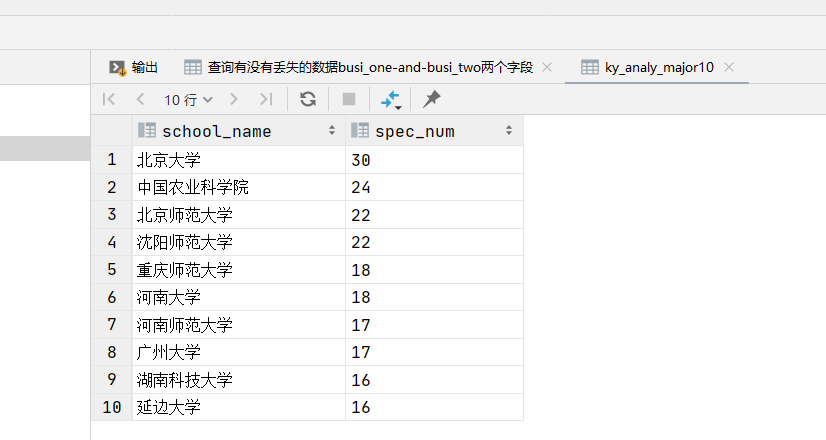 输出 查询有没有丢失的数据busi_one-and-busi_two两个字段 ky_analy_major10
10 行
school_name spec_num
1 北京大学 30
2 中国农业科学院 24
3 北京师范大学 22
4 沈阳师范大学 22
5 重庆师范大学 18
6 河南大学 18
7 河南师范大学 17
8 广州大学 17
9 湖南科技大学 16
10 延边大学 16